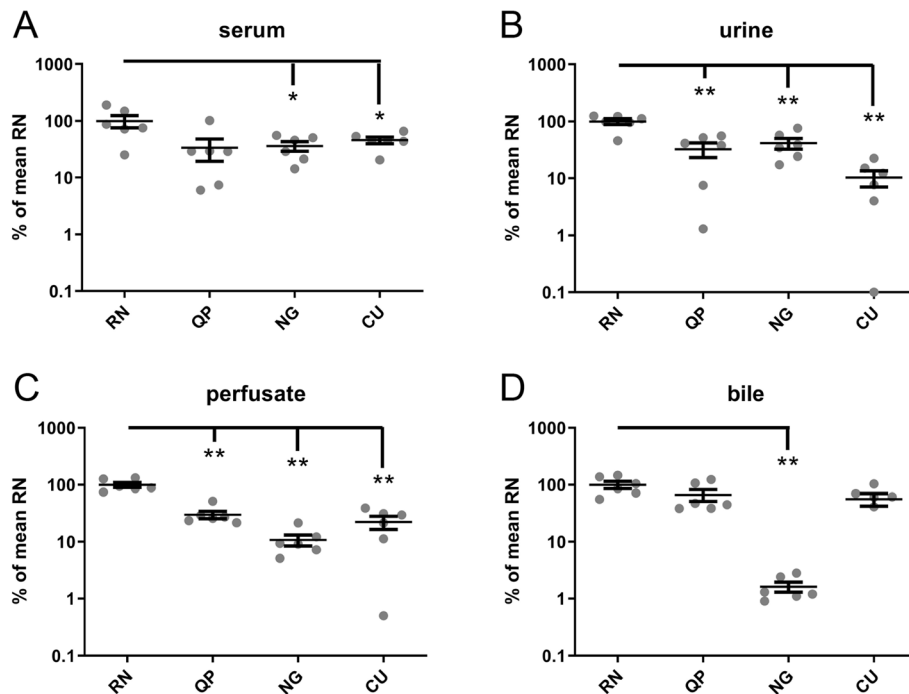 A
serum
1000
100
10
1
0.1
% of mean RN
*
*
RN
QP
NG
CU
B
urine
1000
100
10
1
0.1
% of mean RN
**
**
**
RN
QP
NG
CU
C
perfusate
1000
100
10
1
0.1
% of mean RN
**
**
**
RN
QP
NG
CU
D
bile
1000
100
10
1
0.1
% of mean RN
**
RN
QP
NG
CU